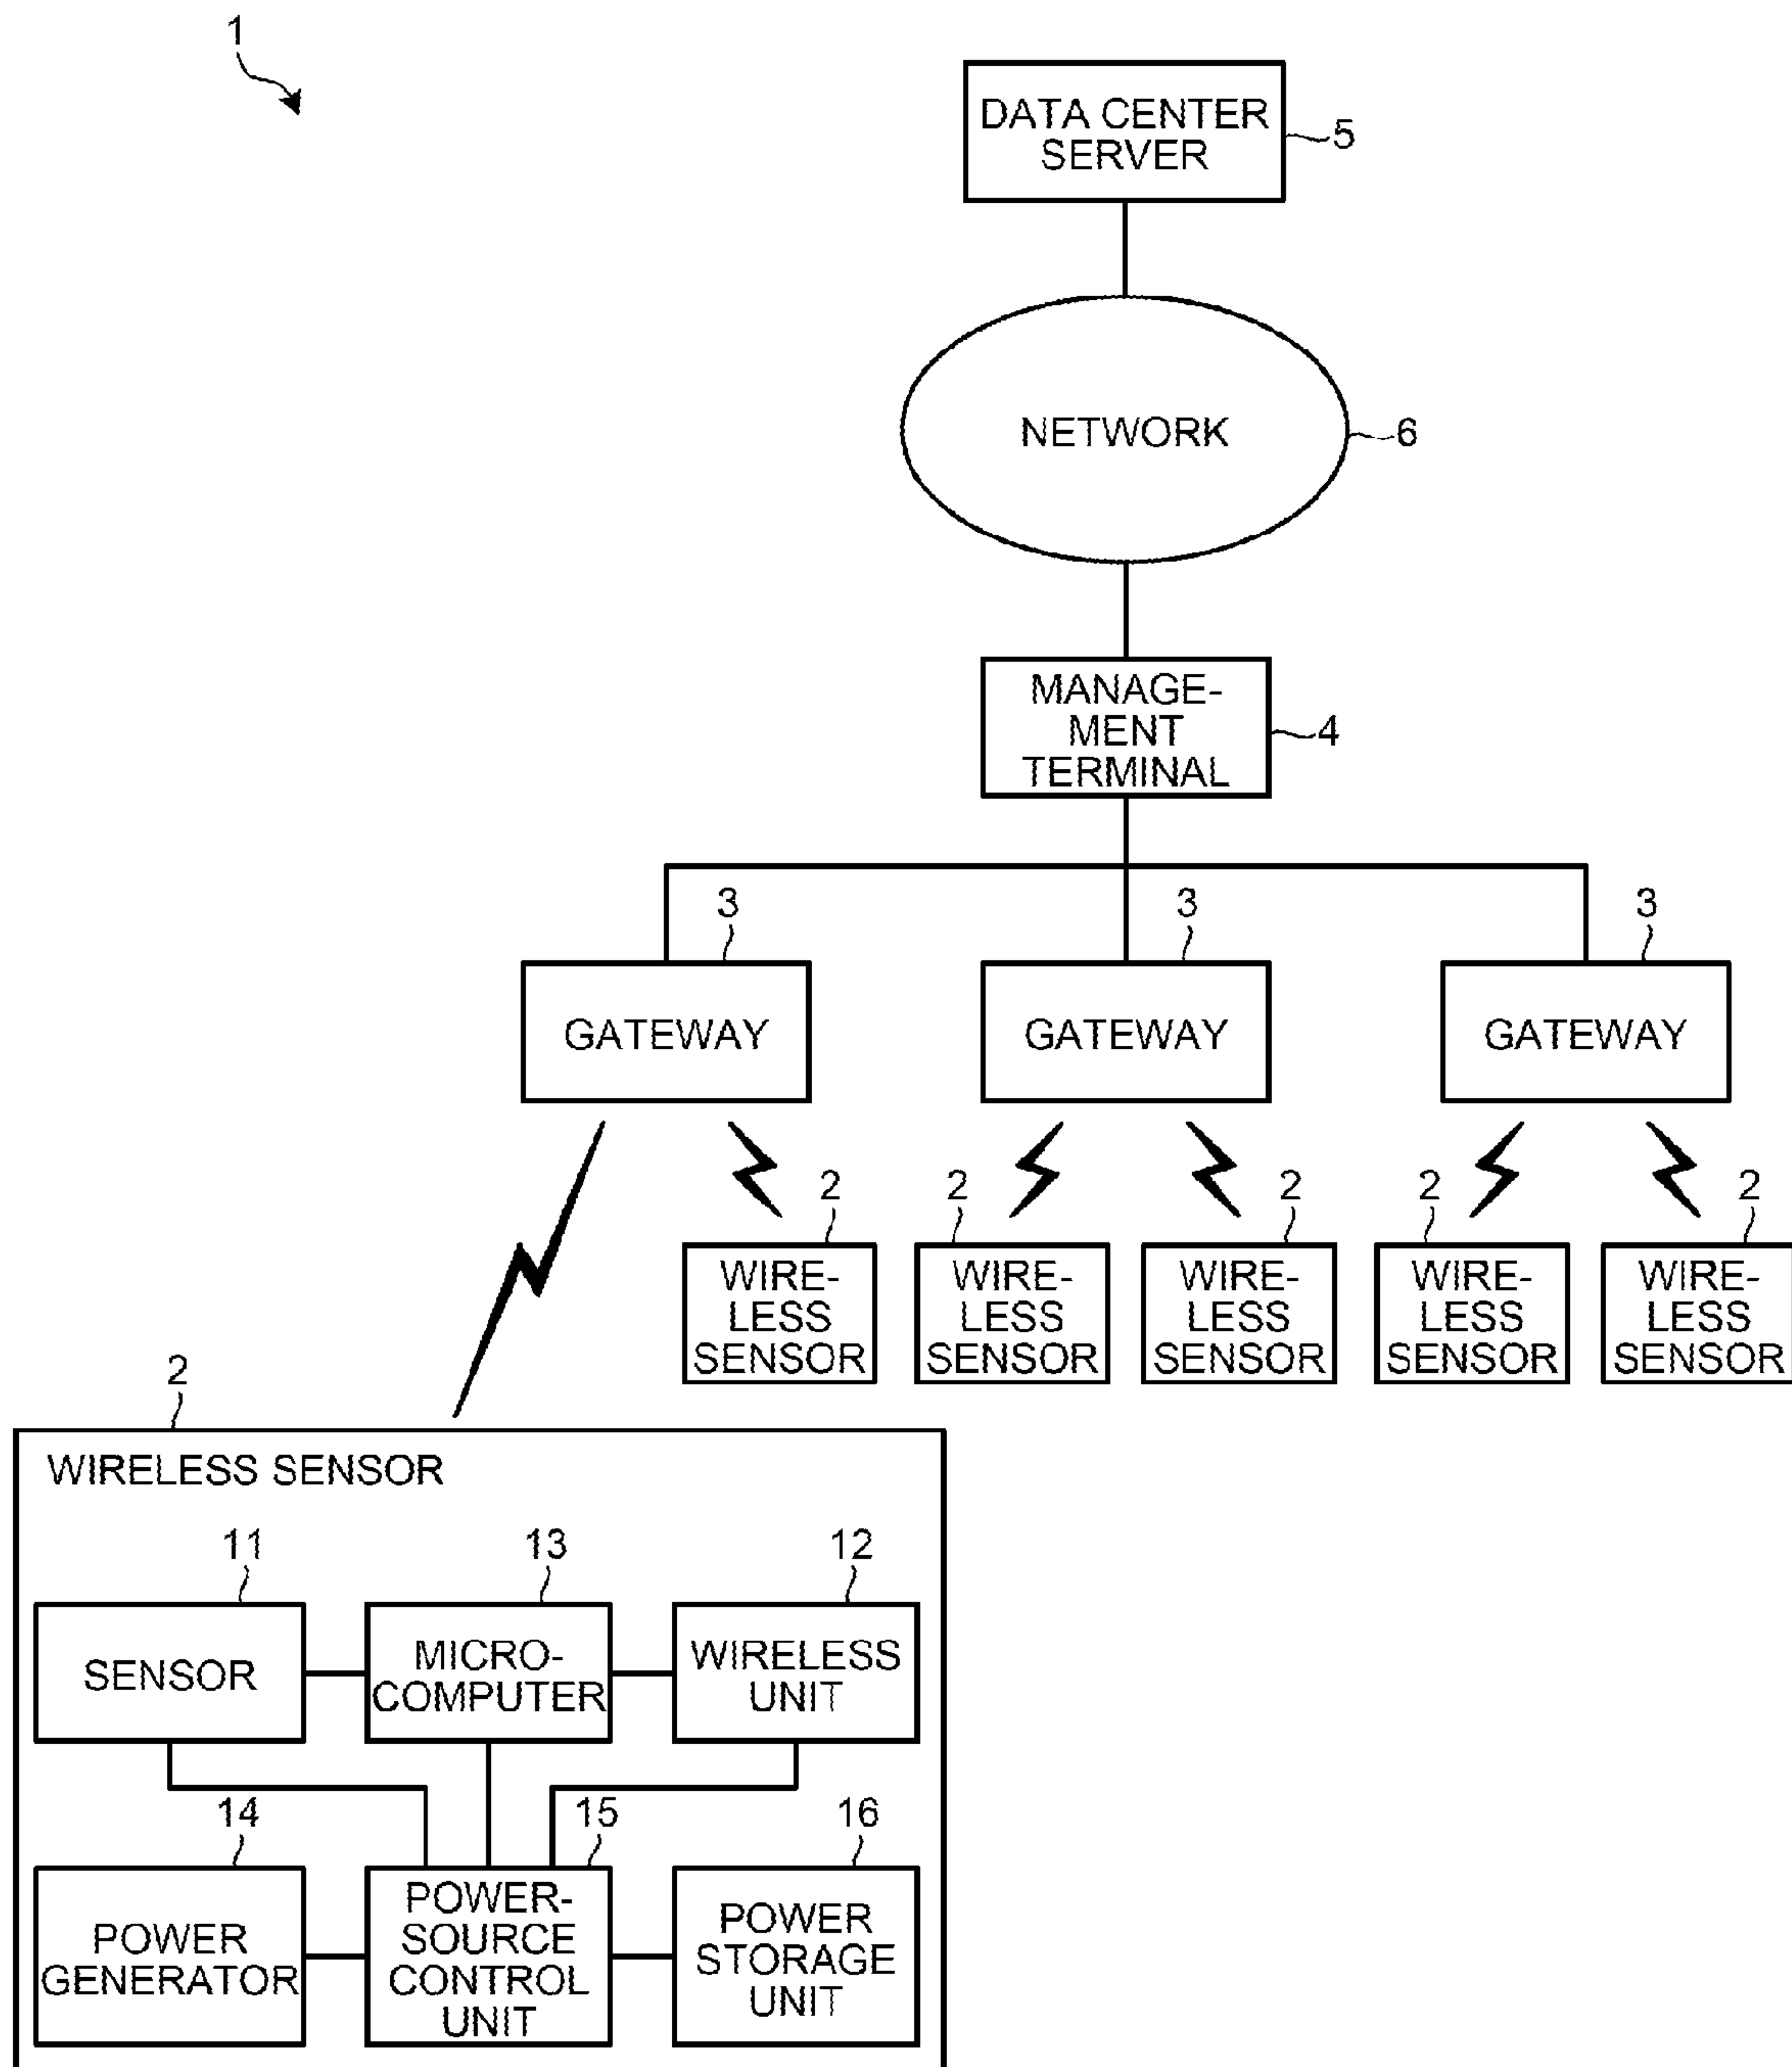 1
DATA CENTER
SERVER
5
NETWORK
6
MANAGE-
MENT
TERMINAL
4
3
3
3
GATEWAY
GATEWAY
GATEWAY
2
2
2
2
2
WIRE-
LESS
SENSOR
WIRE-
LESS
SENSOR
WIRE-
LESS
SENSOR
WIRE-
LESS
SENSOR
WIRE-
LESS
SENSOR
2
WIRELESS SENSOR
11
13
12
SENSOR
MICRO-
COMPUTER
WIRELESS
UNIT
14
15
16
POWER
GENERATOR
POWER-
SOURCE
CONTROL
UNIT
POWER
STORAGE
UNIT